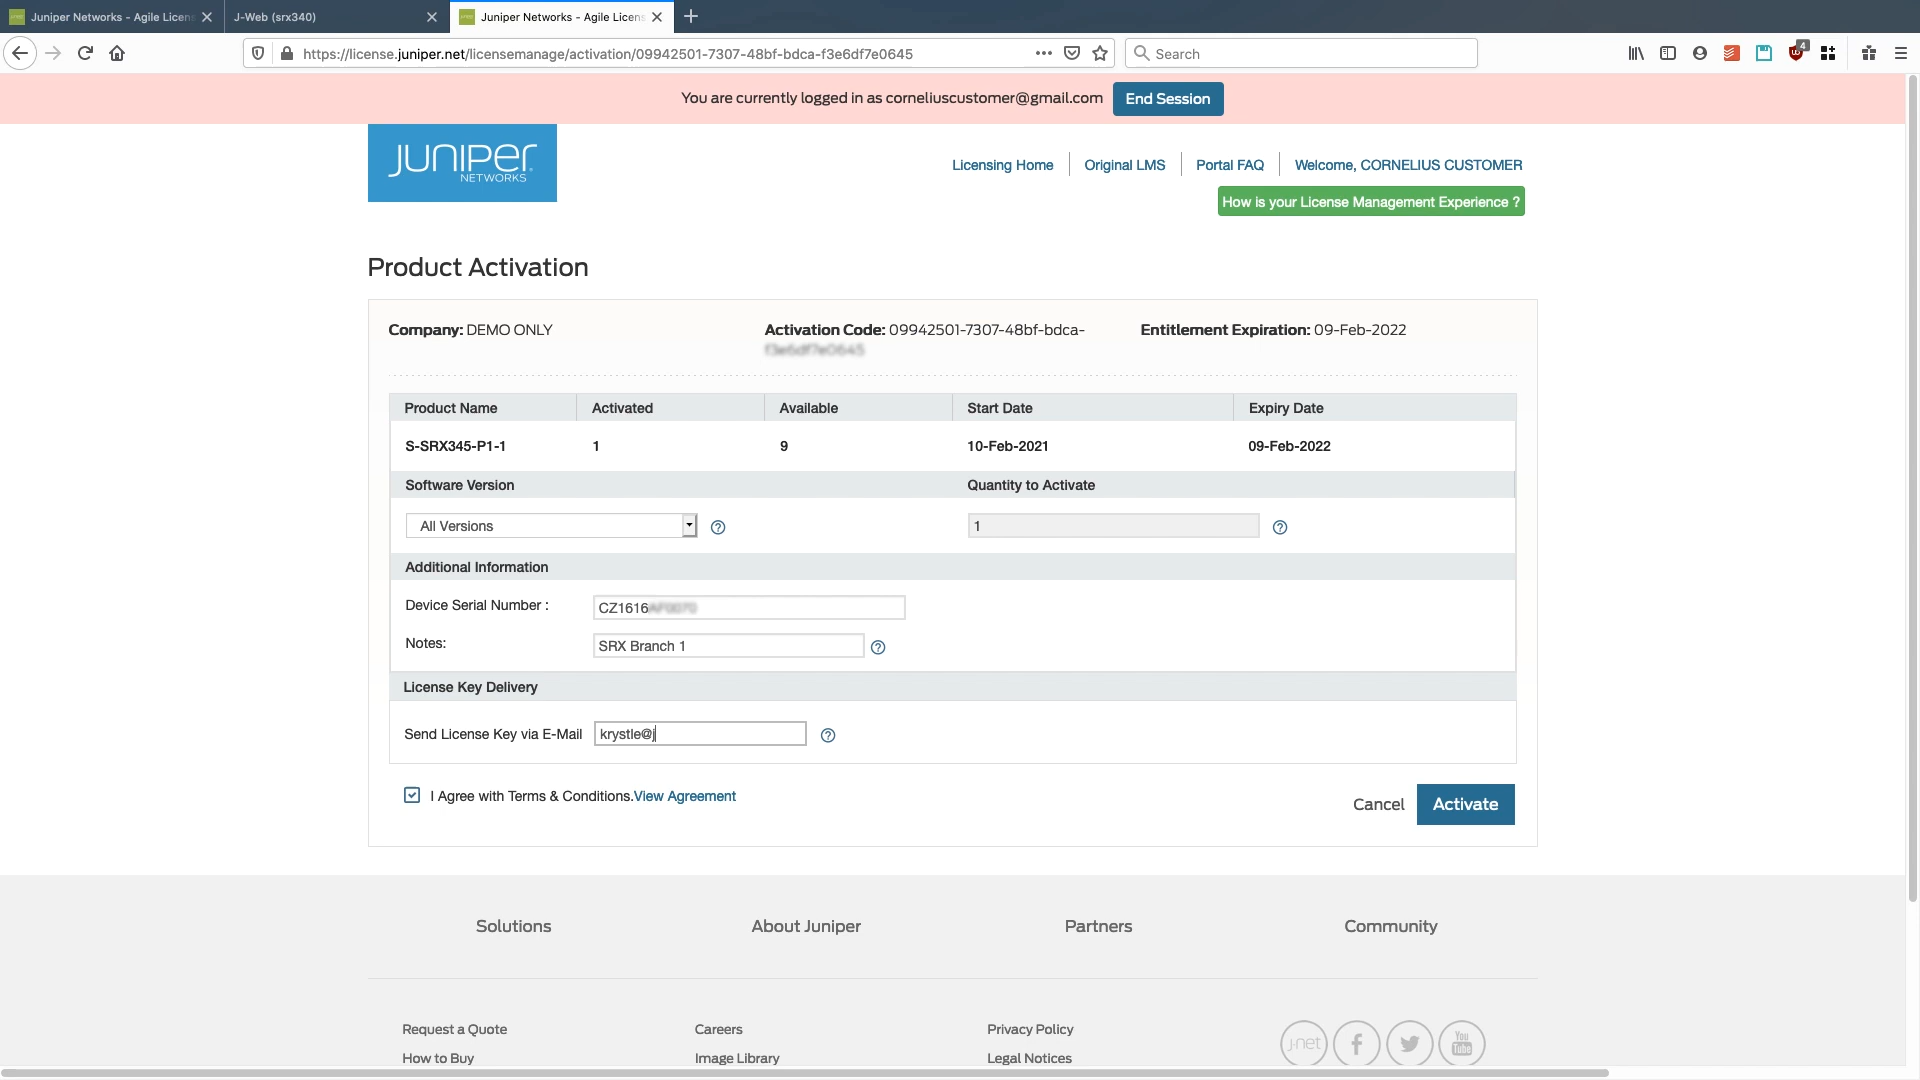 Juniper Networks - Agile Licens
J-Web (srx340)
Juniper Networks - Agile Licens
https://license.juniper.net/licensemanage/activation/09942501-7307-48bf-bdca-f3e6df7e0645
Search
4
You are currently logged in as corneliuscustomer@gmail.com
End Session
JUNIPER
NETWORKS
Licensing Home
Original LMS
Portal FAQ
Welcome, CORNELIUS CUSTOMER
How is your License Management Experience ?
Product Activation
Company: DEMO ONLY
Activation Code: 09942501-7307-48bf-bdca-
Entitlement Expiration: 09-Feb-2022
Product Name
Activated
Available
Start Date
Expiry Date
S-SRX345-P1-1
1
9
10-Feb-2021
09-Feb-2022
Software Version
Quantity to Activate
All Versions
1
Additional Information
Device Serial Number :
CZ1616
Notes:
SRX Branch 1
License Key Delivery
Send License Key via E-Mail
krystle@j
I Agree with Terms & Conditions.View Agreement
Cancel
Activate
Solutions
About Juniper
Partners
Community
Request a Quote
Careers
Privacy Policy
j-net
You
Tube
How to Buy
Image Library
Legal Notices